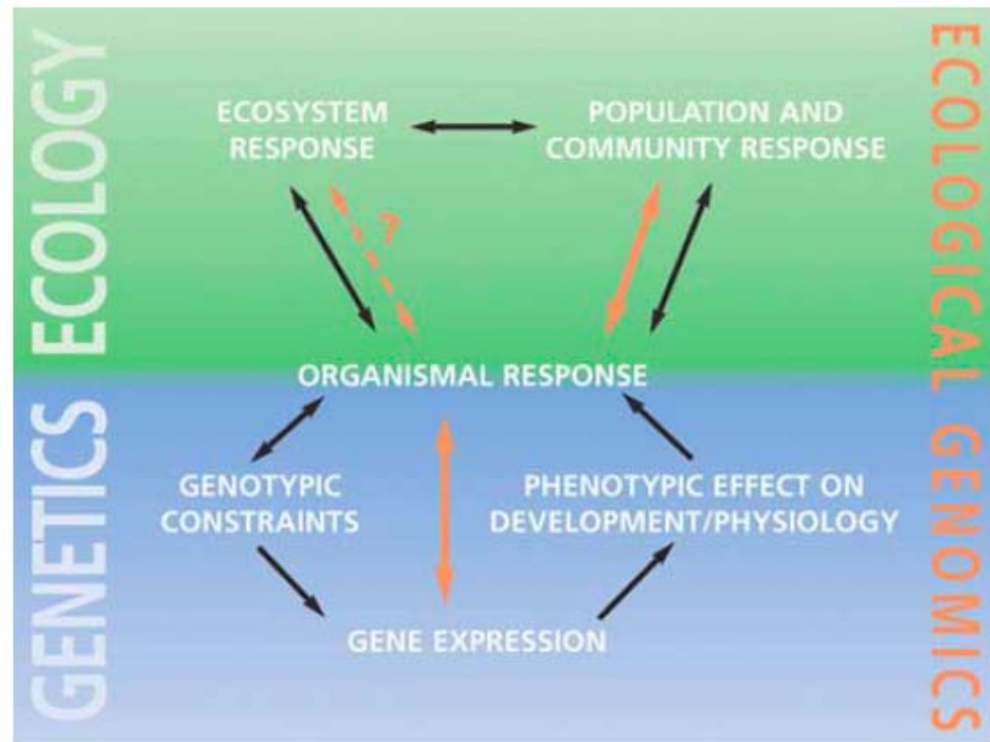 ECOLOGY
GENETICS
ECOSYSTEM
RESPONSE
POPULATION AND
COMMUNITY RESPONSE
?
ORGANISMAL RESPONSE
GENOTYPIC
CONSTRAINTS
PHENOTYPIC EFFECT ON
DEVELOPMENT/PHYSIOLOGY
GENE EXPRESSION
ECOLOGICAL GENOMICS